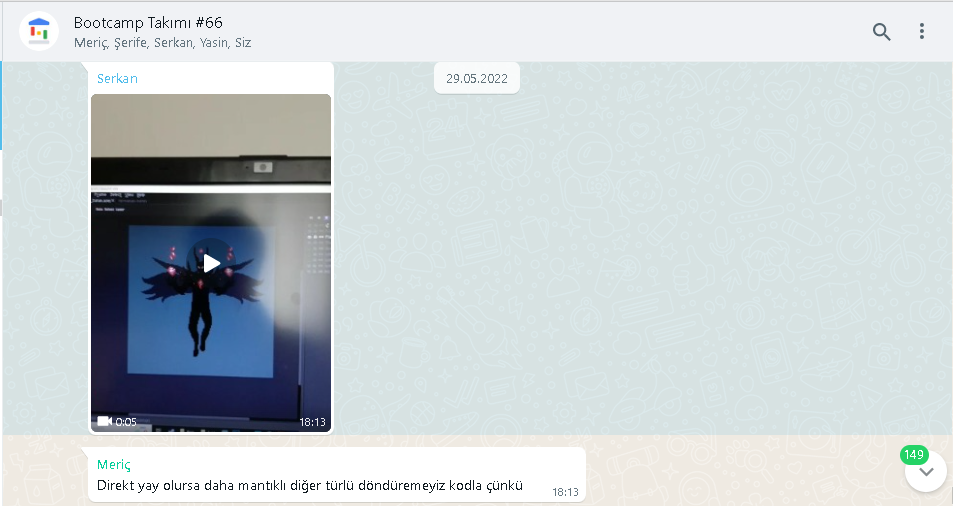 Bootcamp Takımı #66
Meriç, Şerife, Serkan, Yasin, Siz
29.05.2022
Serkan
0:05
18:13
Meriç
Direkt yay olursa daha mantıklı diğer türlü döndüremeyiz kodla çünkü
18:13
149